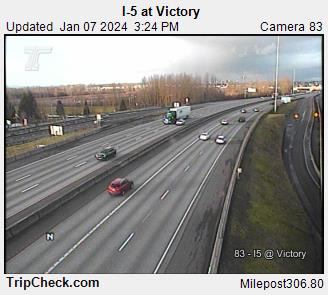 I-5 at Victory
Updated  Jan 07 2024  3:24 PM
Camera 83
T
N
83 - I5 @ Victory
TripCheck.com
Milepost306.80